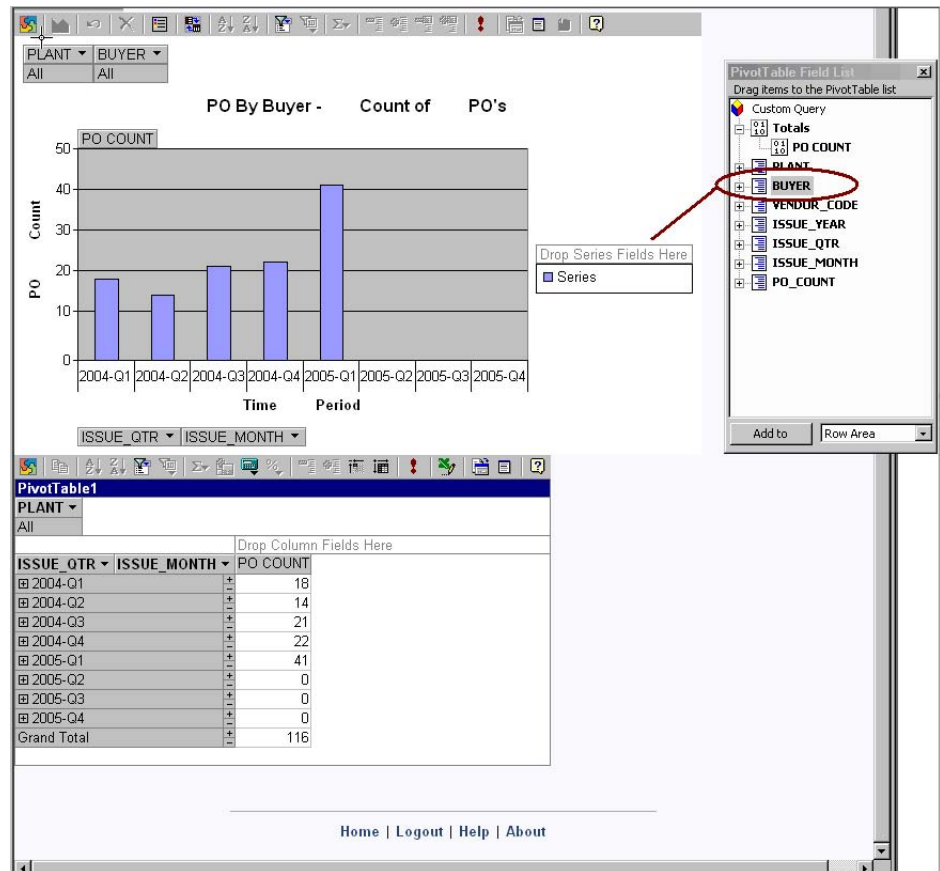 PLANT BUYER
All All
PO By Buyer - Count of PO's
PO COUNT
50
40
30
20
10
0
PO Count
2004-Q1 2004-Q2 2004-Q3 2004-Q4 2005-Q1 2005-Q2 2005-Q3 2005-Q4
Time Period
ISSUE_QTR ISSUE_MONTH
Drop Series Fields Here
Series
PivotTable Field List
Drag items to the PivotTable list
Custom Query
Totals
PO COUNT
PLANT
BUYER
VENDUR_CODE
ISSUE_YEAR
ISSUE_QTR
ISSUE_MONTH
PO_COUNT
Add to Row Area
PivotTable1
PLANT
All
Drop Column Fields Here
ISSUE_QTR ISSUE_MONTH PO COUNT
2004-Q1 18
2004-Q2 14
2004-Q3 21
2004-Q4 22
2005-Q1 41
2005-Q2 0
2005-Q3 0
2005-Q4 0
Grand Total 116
Home | Logout | Help | About